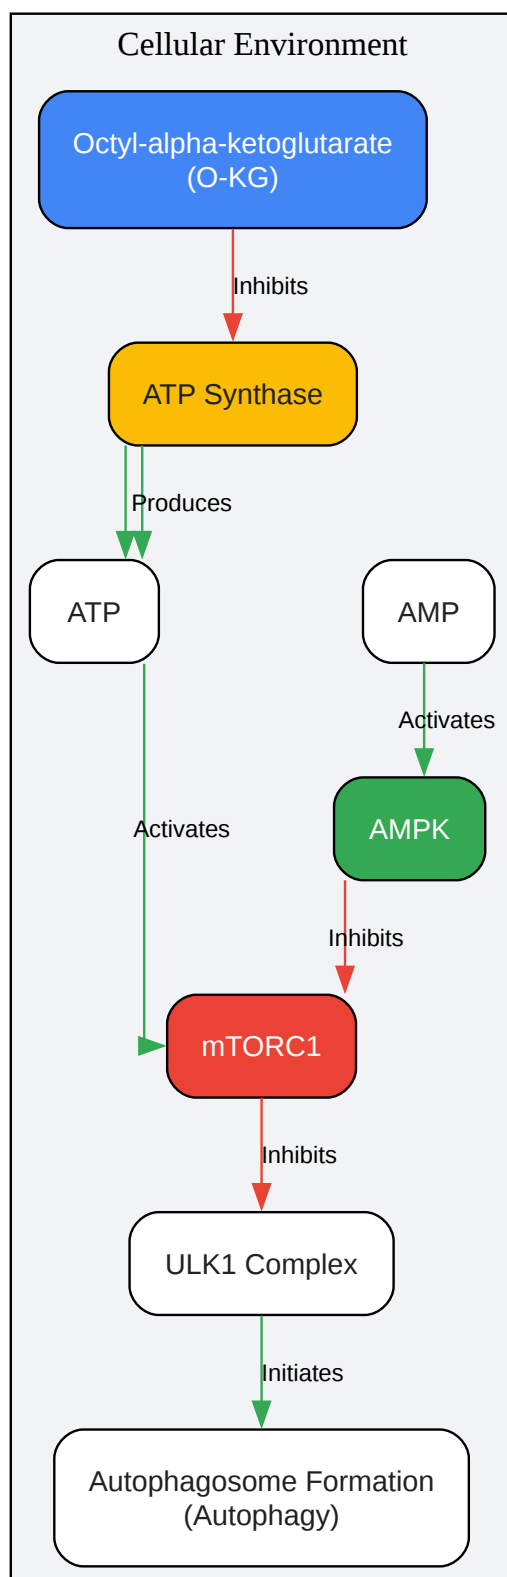 Cellular Environment
Octyl-alpha-ketoglutarate
(O-KG)
Inhibits
ATP Synthase
Produces
ATP
AMP
Activates
AMPK
Activates
Inhibits
mTORC1
Inhibits
ULK1 Complex
Initiates
Autophagosome Formation
(Autophagy)